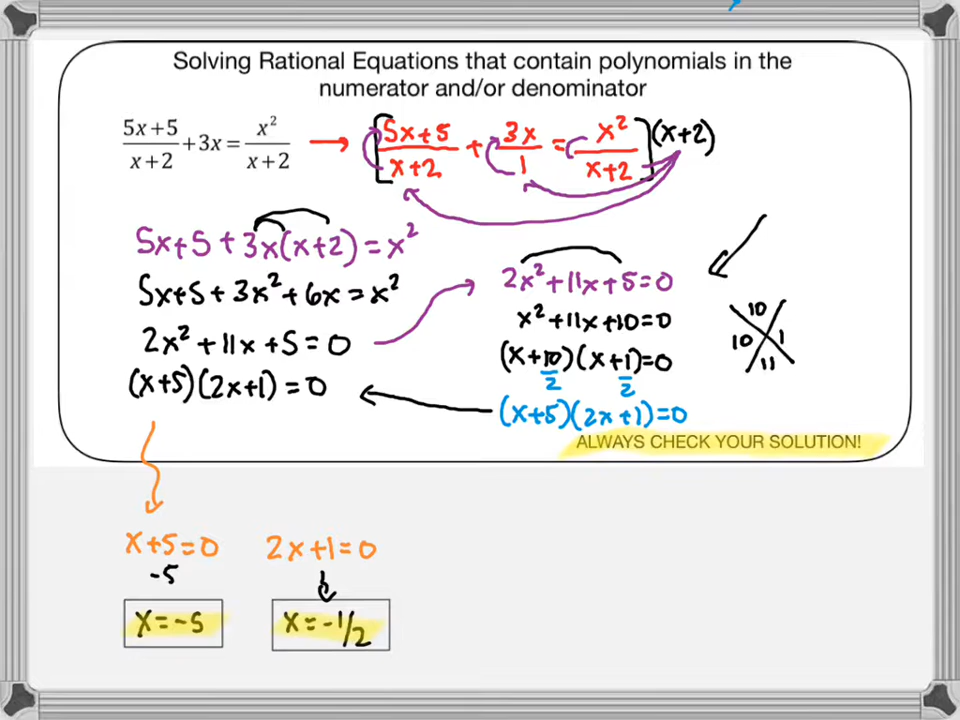 Solving Rational Equations that contain polynomials in the
numerator and/or denominator
(5x+5)/(x+2) + 3x = x²/(x+2) → [(5x+5)/(x+2) + 3x/1 = x²/(x+2)](x+2)
5x+5+3x(x+2)=x²
5x+5+3x²+6x=x²
2x²+11x+5=0
(x+5)(2x+1)=0
2x²+11x+5=0
x²+11x+10=0
(x+10/2)(x+1/2)=0
(x+5)(2x+1)=0
10
10 1
11
ALWAYS CHECK YOUR SOLUTION!
x+5=0 2x+1=0
-5
x=-5 x=-1/2